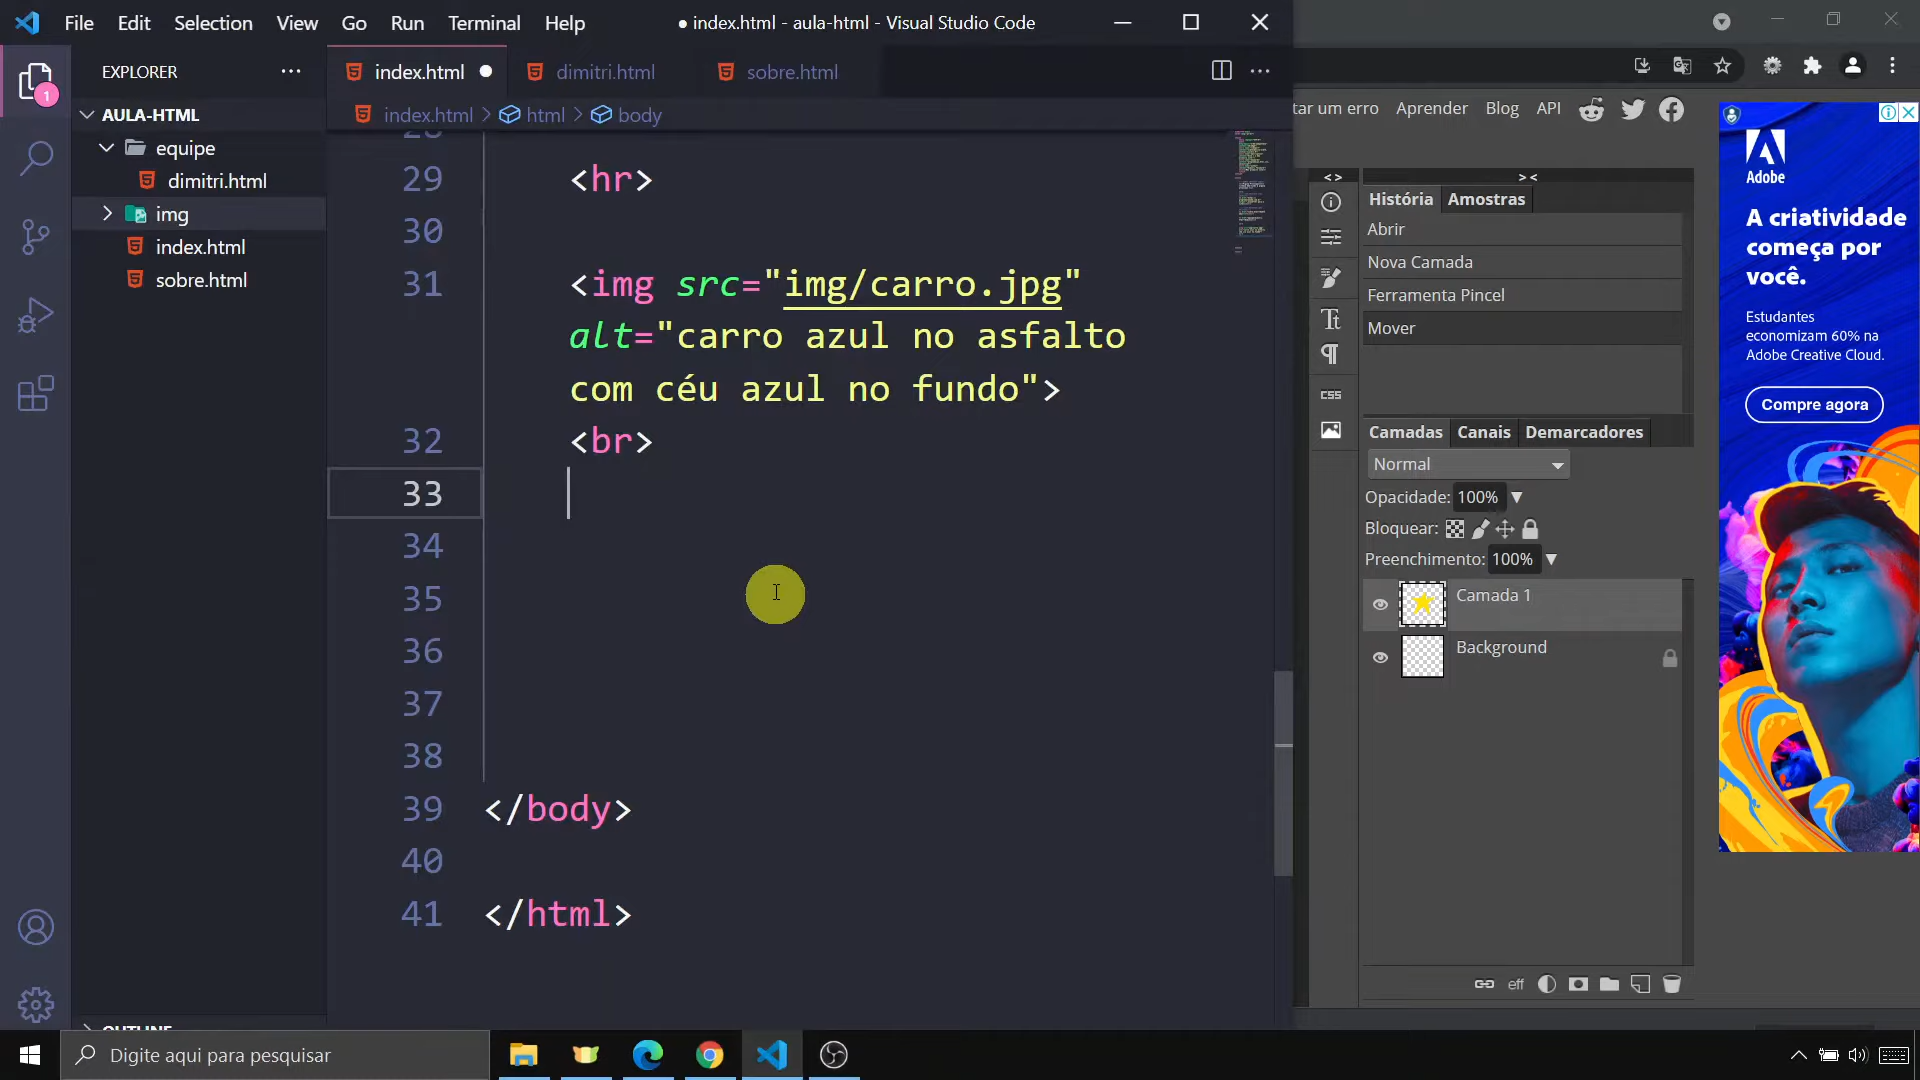 File Edit Selection View Go Run Terminal Help
● index.html - aula-html - Visual Studio Code
EXPLORER
index.html
dimitri.html
sobre.html
index.html > html > body
1
AULA-HTML
equipe
dimitri.html
img
index.html
sobre.html
29 <hr>
30
31 <img src="img/carro.jpg"
alt="carro azul no asfalto
com céu azul no fundo">
32 <br>
33
34
35
36
37
38
39 </body>
40
41 </html>
tar um erro Aprender Blog API
História Amostras
Abrir
Nova Camada
Ferramenta Pincel
Mover
CSS
Camadas Canais Demarcadores
Normal
Opacidade: 100%
Bloquear:
Preenchimento: 100%
Camada 1
Background
eff
Adobe
A criatividade
começa por
você.
Estudantes
economizam 60% na
Adobe Creative Cloud.
Compre agora
Digite aqui para pesquisar